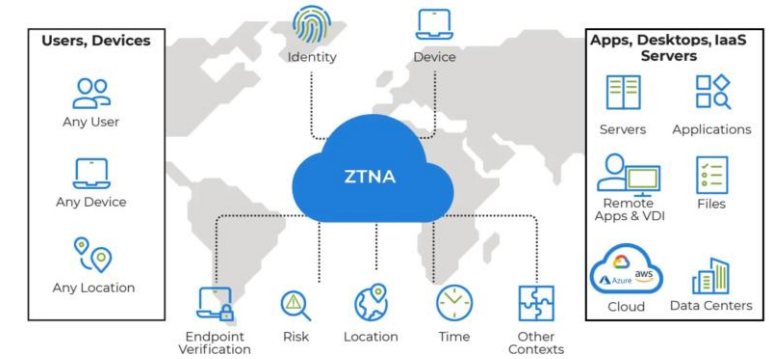 Users, Devices
Any User
Any Device
Any Location
Identity
Device
ZTNA
Endpoint
Verification
Risk
Location
Time
Other
Contexts
Apps, Desktops, IaaS
Servers
Servers
Applications
Remote
Apps & VDI
Files
Azure
aws
Cloud
Data Centers